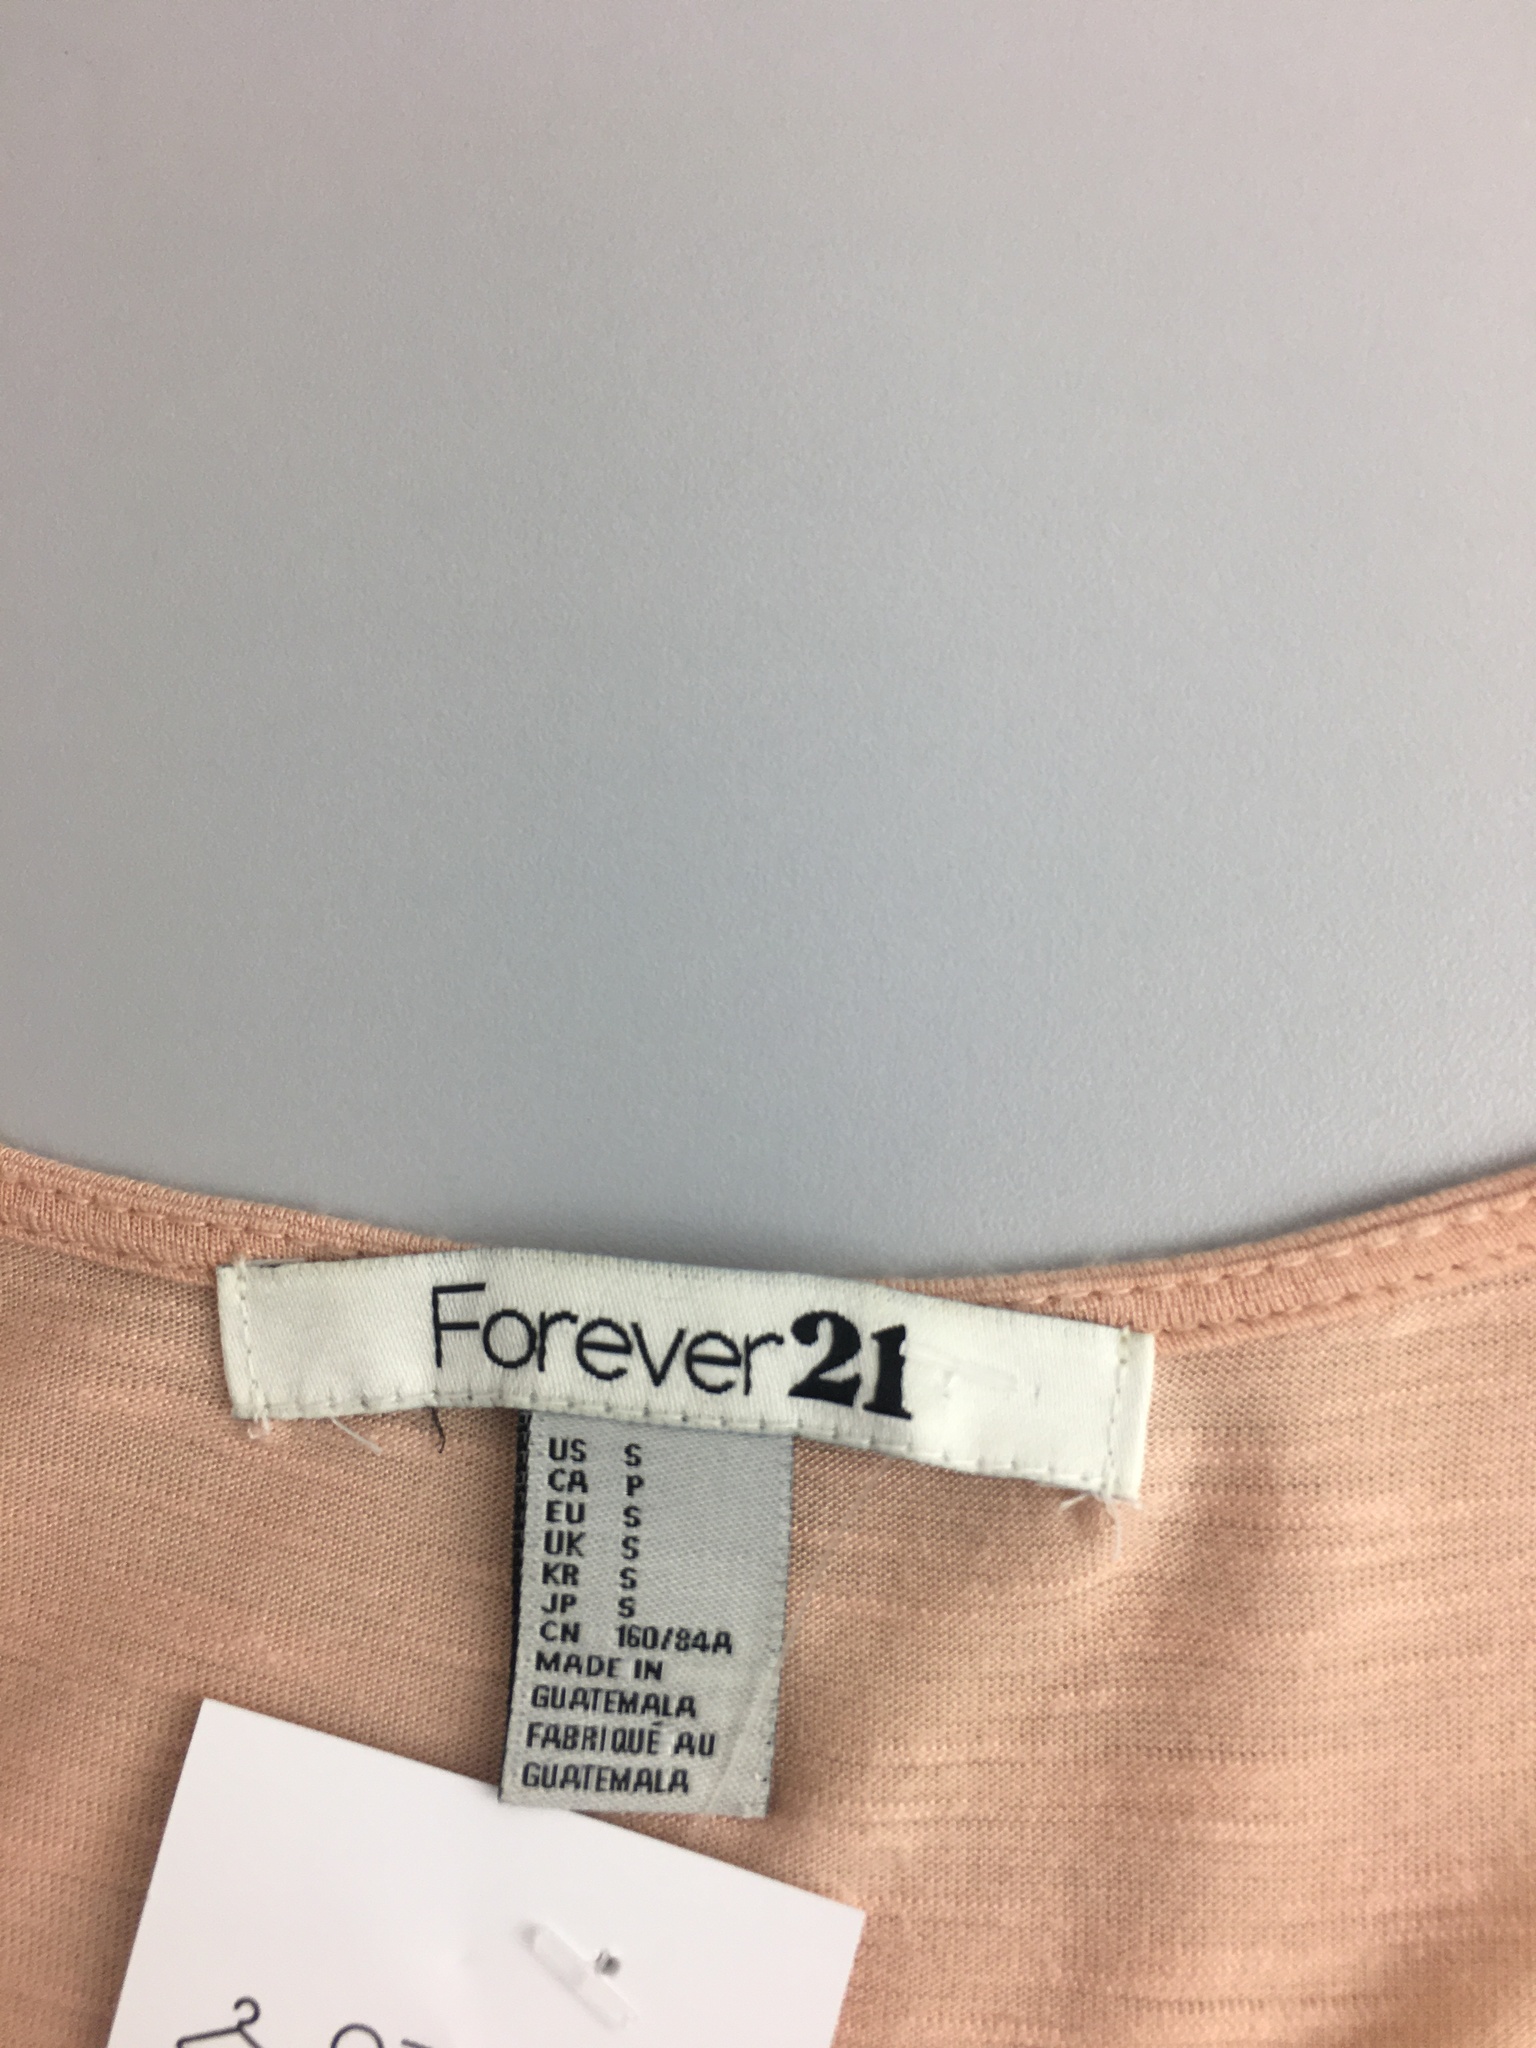 Forever21
US S
CA P
EU S
UK S
KR S
JP S
CN 160/84A
MADE IN
GUATEMALA
FABRIQUÉ AU
GUATEMALA